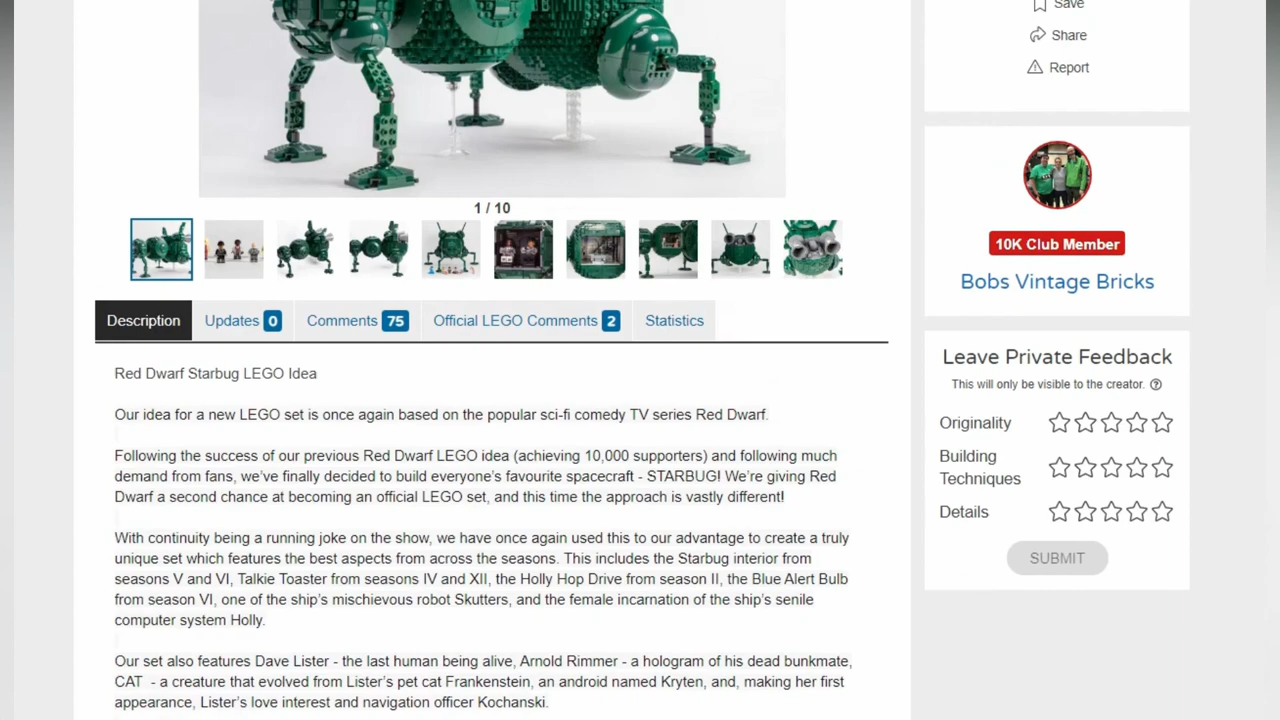 Save
Share
Report
1 / 10
10K Club Member
Bobs Vintage Bricks
Description
Updates 0
Comments 75
Official LEGO Comments 2
Statistics
Red Dwarf Starbug LEGO Idea
Our idea for a new LEGO set is once again based on the popular sci-fi comedy TV series Red Dwarf.
Following the success of our previous Red Dwarf LEGO idea (achieving 10,000 supporters) and following much
demand from fans, we've finally decided to build everyone's favourite spacecraft - STARBUG! We're giving Red
Dwarf a second chance at becoming an official LEGO set, and this time the approach is vastly different!
With continuity being a running joke on the show, we have once again used this to our advantage to create a truly
unique set which features the best aspects from across the seasons. This includes the Starbug interior from
seasons V and VI, Talkie Toaster from seasons IV and XII, the Holly Hop Drive from season II, the Blue Alert Bulb
from season VI, one of the ship's mischievous robot Skutters, and the female incarnation of the ship's senile
computer system Holly.
Our set also features Dave Lister - the last human being alive, Arnold Rimmer - a hologram of his dead bunkmate,
CAT - a creature that evolved from Lister's pet cat Frankenstein, an android named Kryten, and, making her first
appearance, Lister's love interest and navigation officer Kochanski.
Leave Private Feedback
This will only be visible to the creator. ?
Originality
Building
Techniques
Details
SUBMIT